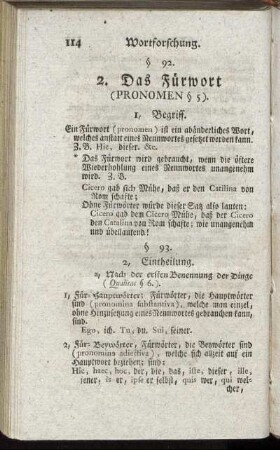 114 Wortforschung.
§ 92.
2. Das Fürwort
(PRONOMEN § 5).
1, Begriff.
Ein Fürwort (pronomen) ist ein abänderliches Wort,
welches anstatt eines Nennwortes gesetzet werden kann.
Z. B. Hic, dieser. &c.
* Das Fürwort wird gebraucht, wenn die öftere
Wiederhohlung eines Nennwortes unangenehm
wird. Z. B.
Cicero gab sich Mühe, daß er den Catilina von
Rom schafte;
Ohne Fürwörter würde dieser Satz also lauten:
Cicero gab dem Cicero Mühe, daß der Cicero
den Catilina von Rom schafte: wie unangenehm
und übellautend!
§ 93.
2, Eintheilung.
a, Nach der ersten Benennung der Dinge
(Qualitas § 6.).
1, Für-Hauptwörter: Fürwörter, die Hauptwörter
sind (pronomina substantiva), welche man einzel,
ohne Hinzusetzung eines Nennwortes gebrauchen kann,
sind:
Ego, ich. Tu, du. Sui, seiner.
2, Für-Beywörter, Fürwörter, die Beywörter sind
(pronomina adiectiva), welche sich allzeit auf ein
Hauptwort beziehen; sind:
Hic, haec, hoc, der, die, das, ille, dieser, ille,
jener, is er, ipse er selbst, quis wer, qui wel-
cher,